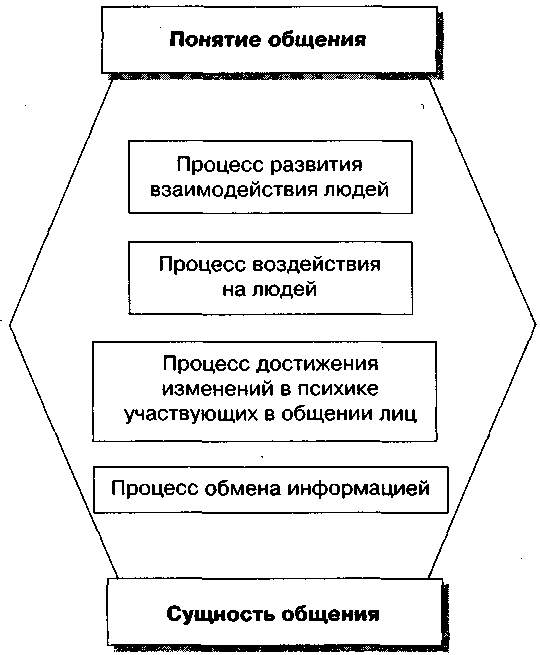 Понятие общения
Процесс развития
взаимодействия людей
Процесс воздействия
на людей
Процесс достижения
изменений в психике
участвующих в общении лиц
Процесс обмена информацией
Сущность общения